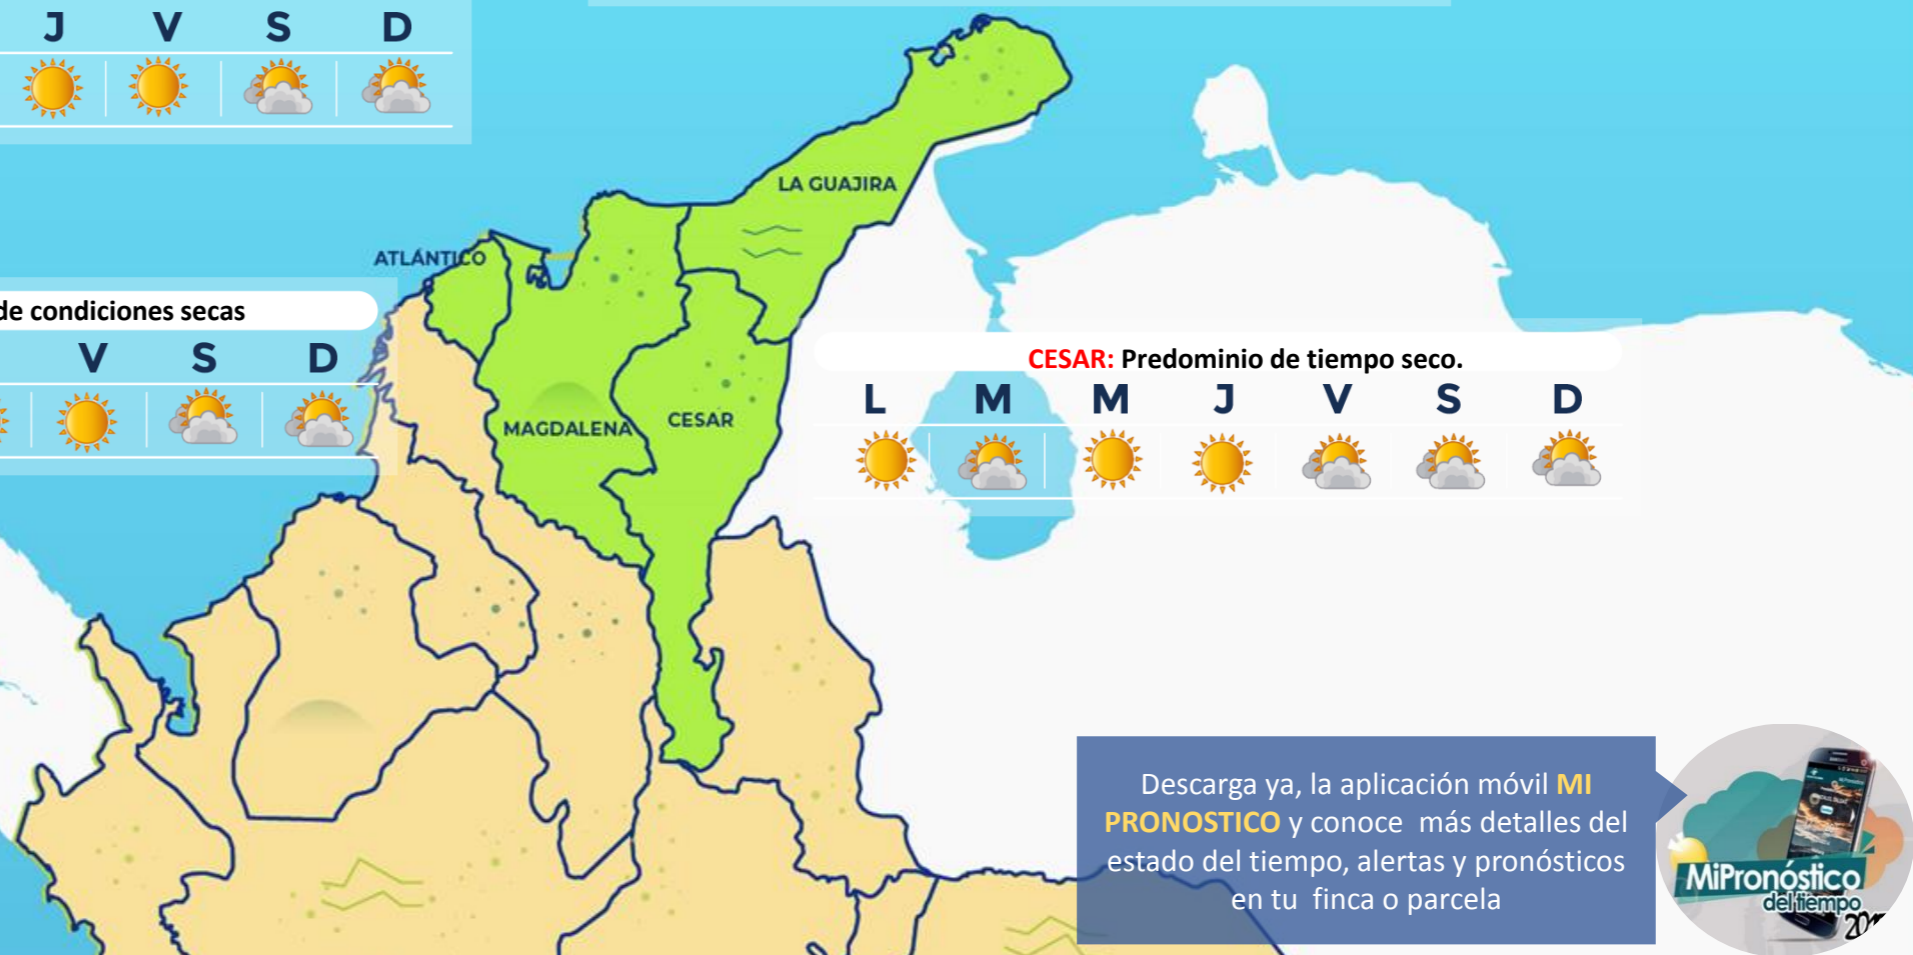 J V S D
LA GUAJIRA
ATLÁNTICO
de condiciones secas
V S D
CESAR: Predominio de tiempo seco.
L M M J V S D
MAGDALENA
CESAR
Descarga ya, la aplicación móvil MI
PRONOSTICO y conoce más detalles del
estado del tiempo, alertas y pronósticos
en tu finca o parcela
MiPronóstico
del tiempo